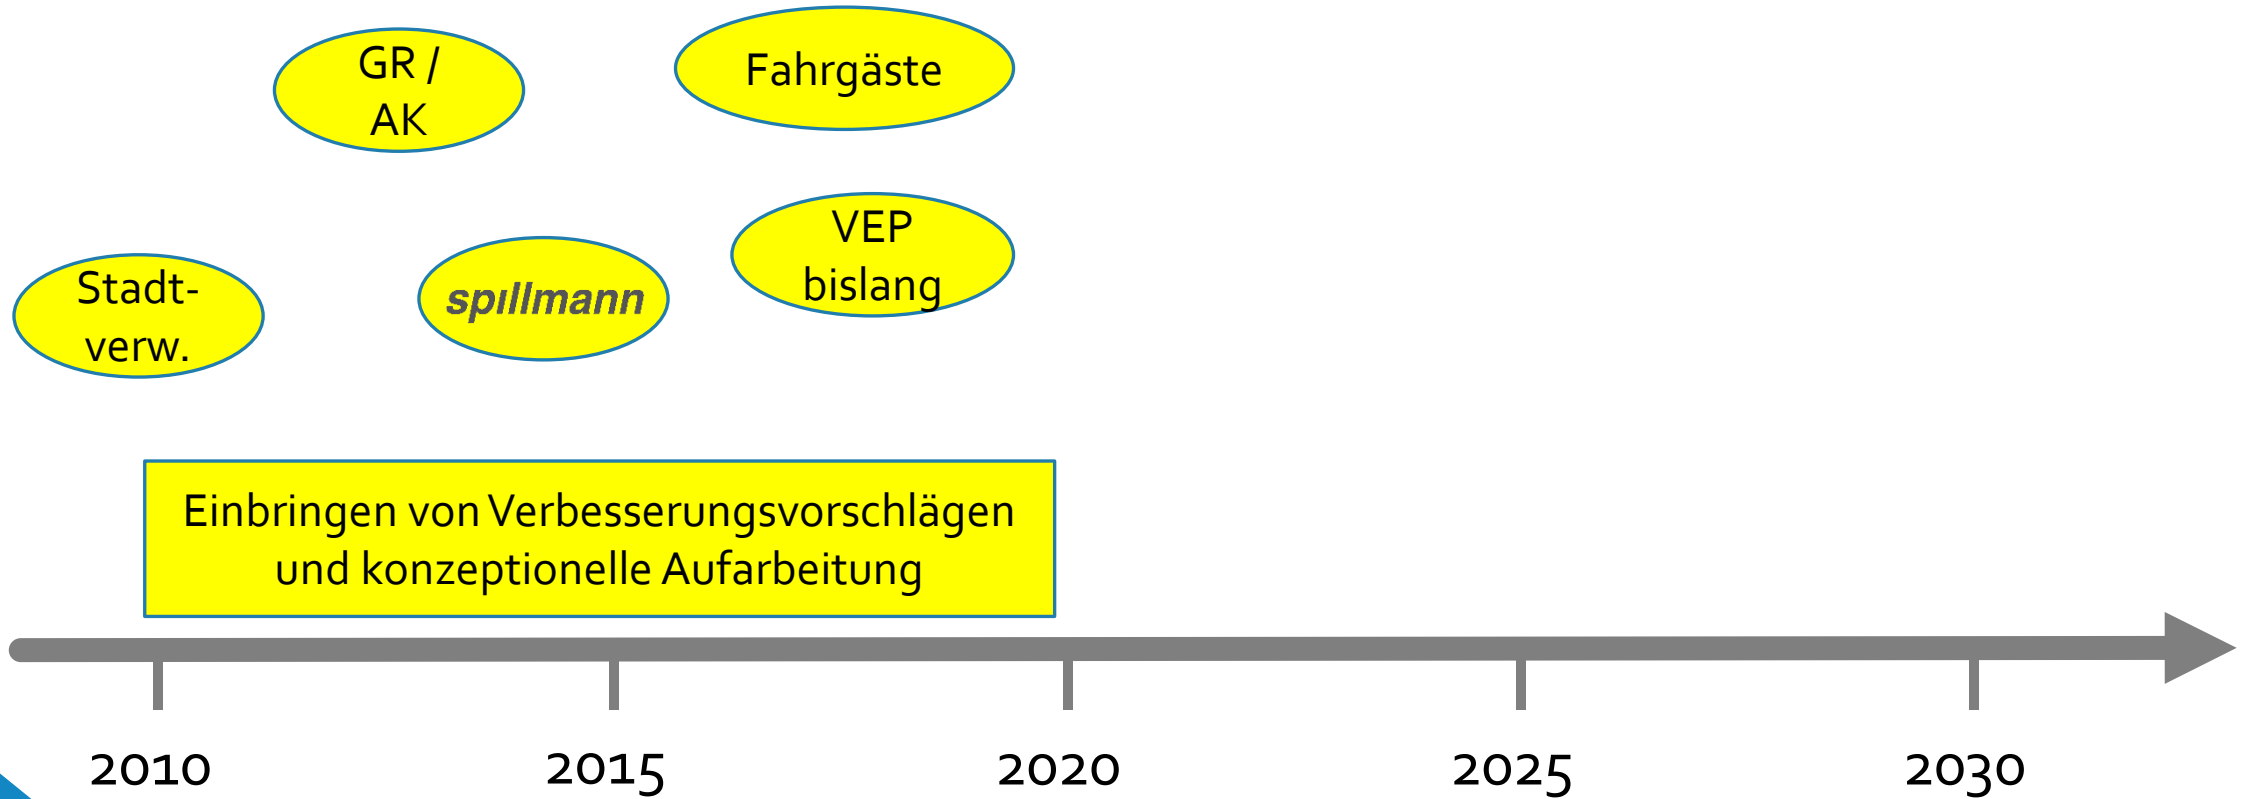 GR /
AK
Fahrgäste
Stadt-
verw.
spillmann
VEP
bislang
Einbringen von Verbesserungsvorschlägen
und konzeptionelle Aufarbeitung
2010
2015
2020
2025
2030